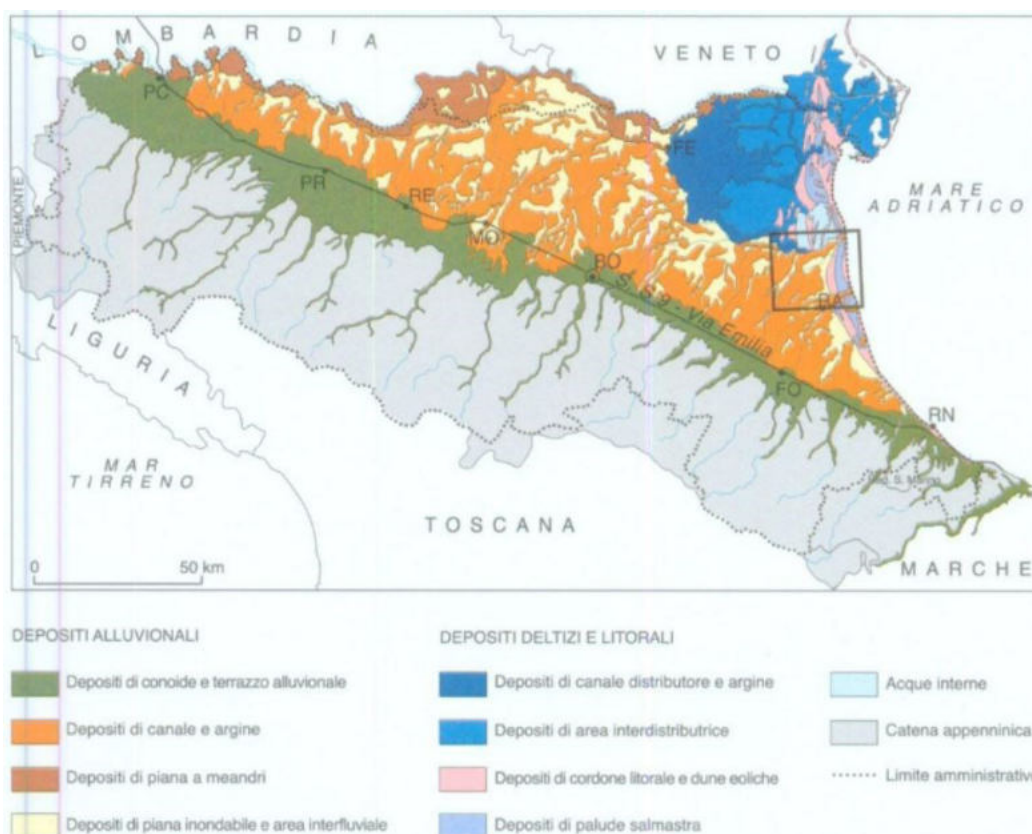 LOMBARDIA
VENETO
PC
FE
PIEMONTE
PR
RE
MO
BO
MARE
ADRIATICO
S. S. 9 - Via Emilia
RA
LIGURIA
FO
RN
MAR
TIRRENO
Rep. S. Marino
TOSCANA
MARCHE
0 50 km
DEPOSITI ALLUVIONALI
Depositi di conoide e terrazzo alluvionale
Depositi di canale e argine
Depositi di piana a meandri
Depositi di piana inondabile e area interfluviale
DEPOSITI DELTIZI E LITORALI
Depositi di canale distributore e argine
Depositi di area interdistributrice
Depositi di cordone litorale e dune eoliche
Depositi di palude salmastra
Acque interne
Catena appenninica
Limite amministrativo